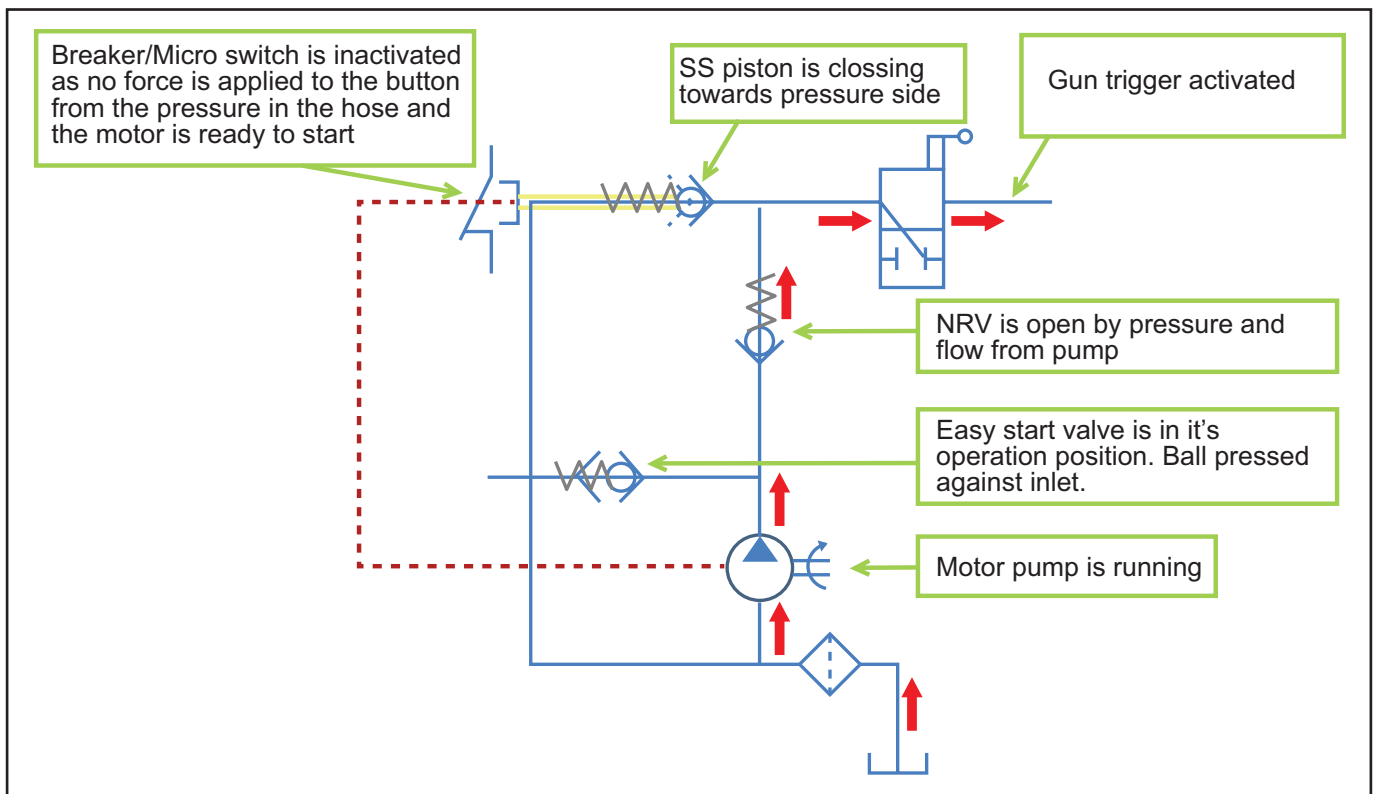 Breaker/Micro switch is inactivated
as no force is applied to the button
from the pressure in the hose and
the motor is ready to start
SS piston is clossing
towards pressure side
Gun trigger activated
NRV is open by pressure and
flow from pump
Easy start valve is in it's
operation position. Ball pressed
against inlet.
Motor pump is running